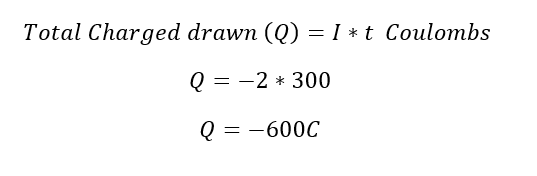 Total Charged drawn (Q) = I * t Coulombs
Q = −2 * 300
Q = −600C